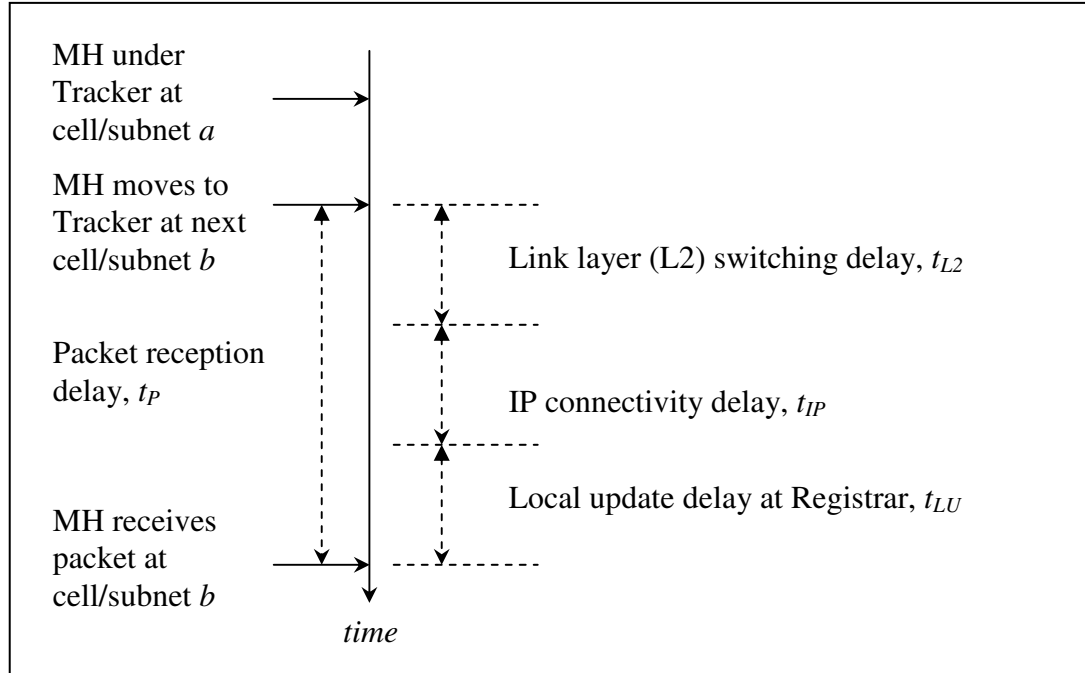 MH under
Tracker at
cell/subnet a
MH moves to
Tracker at next
cell/subnet b
Link layer (L2) switching delay, tL2
Packet reception
delay, tP
IP connectivity delay, tIP
Local update delay at Registrar, tLU
MH receives
packet at
cell/subnet b
time